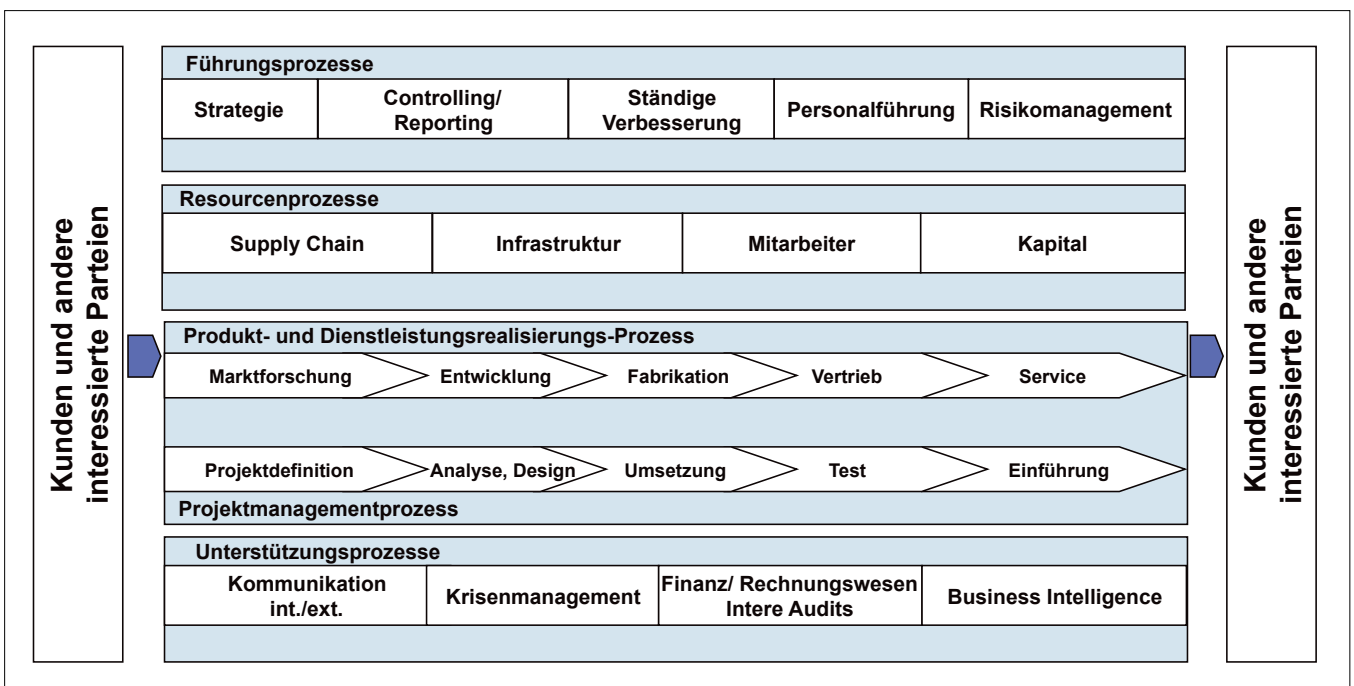 Kunden und andere
interessierte Parteien
Führungsprozesse
Strategie
Controlling/
Reporting
Ständige
Verbesserung
Personalführung
Risikomanagement
Resourcenprozesse
Supply Chain
Infrastruktur
Mitarbeiter
Kapital
Produkt- und Dienstleistungsrealisierungs-Prozess
Marktforschung
Entwicklung
Fabrikation
Vertrieb
Service
Projektdefinition
Analyse, Design
Umsetzung
Test
Einführung
Projektmanagementprozess
Unterstützungsprozesse
Kommunikation
int./ext.
Krisenmanagement
Finanz/ Rechnungswesen
Intere Audits
Business Intelligence
Kunden und andere
interessierte Parteien